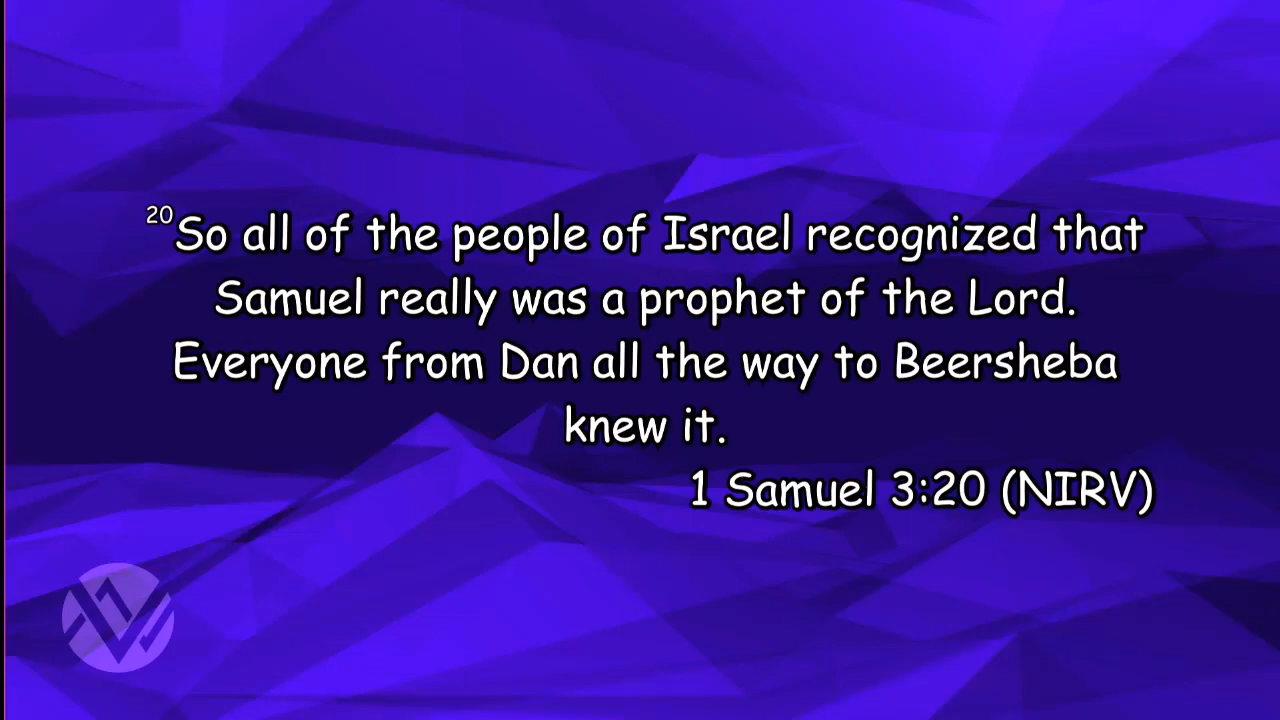 20So all of the people of Israel recognized that
Samuel really was a prophet of the Lord.
Everyone from Dan all the way to Beersheba
knew it.
1 Samuel 3:20 (NIRV)